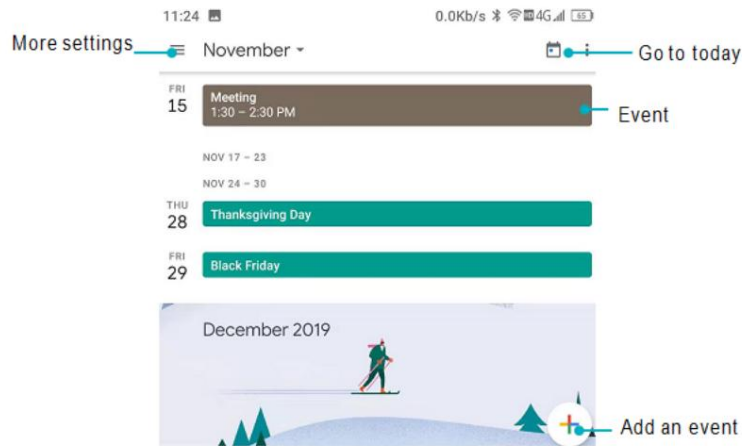 11:24 0.0Kb/s 4G 65
More settings
November
Go to today
FRI
15
Meeting
1:30 – 2:30 PM
Event
NOV 17 – 23
NOV 24 – 30
THU
28
Thanksgiving Day
FRI
29
Black Friday
December 2019
Add an event